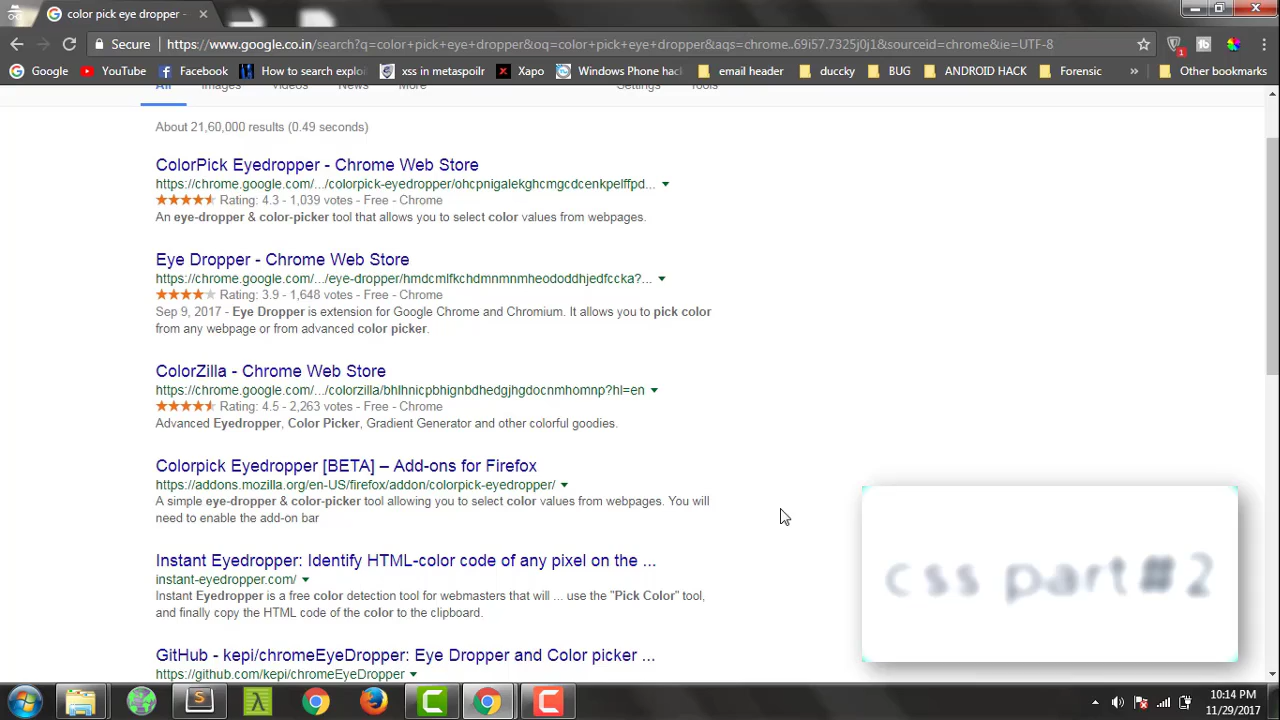 color pick eye dropper -
Secure
https://www.google.co.in/search?q=color+pick+eye+dropper&oq=color+pick+eye+dropper&aqs=chrome..69i57.7325j0j1&sourceid=chrome&ie=UTF-8
1
Google
YouTube
Facebook
How to search exploi
xss in metaspoilr
Xapo
Windows Phone hac
email header
duccky
BUG
ANDROID HACK
Forensic
»
Other bookmarks
All
Images
Videos
News
More
Settings
Tools
About 21,60,000 results (0.49 seconds)
ColorPick Eyedropper - Chrome Web Store
https://chrome.google.com/.../colorpick-eyedropper/ohcpnigalekghcmgcdcenkpelffpd...
Rating: 4.3 - 1,039 votes - Free - Chrome
An eye-dropper & color-picker tool that allows you to select color values from webpages.
Eye Dropper - Chrome Web Store
https://chrome.google.com/.../eye-dropper/hmdcmlfkchdmnmnmheododdhjedfccka?...
Rating: 3.9 - 1,648 votes - Free - Chrome
Sep 9, 2017 - Eye Dropper is extension for Google Chrome and Chromium. It allows you to pick color
from any webpage or from advanced color picker.
ColorZilla - Chrome Web Store
https://chrome.google.com/.../colorzilla/bhlhnicpbhignbdhedgjhgdocnmhomnp?hl=en
Rating: 4.5 - 2,263 votes - Free - Chrome
Advanced Eyedropper, Color Picker, Gradient Generator and other colorful goodies.
Colorpick Eyedropper [BETA] – Add-ons for Firefox
https://addons.mozilla.org/en-US/firefox/addon/colorpick-eyedropper/
A simple eye-dropper & color-picker tool allowing you to select color values from webpages. You will
need to enable the add-on bar
Instant Eyedropper: Identify HTML-color code of any pixel on the ...
instant-eyedropper.com/
Instant Eyedropper is a free color detection tool for webmasters that will ... use the "Pick Color" tool,
and finally copy the HTML code of the color to the clipboard.
GitHub - kepi/chromeEyeDropper: Eye Dropper and Color picker ...
https://github.com/kepi/chromeEyeDropper
css part#2
10:14 PM
11/29/2017